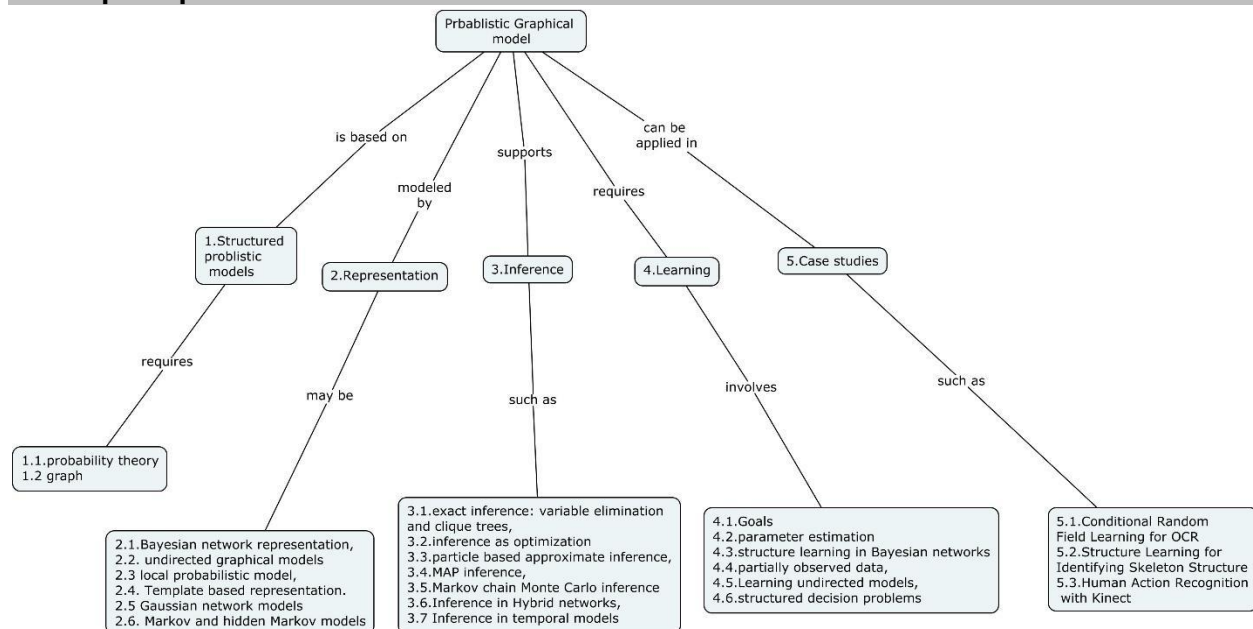 Prbablistic Graphical
model
is based on
modeled
by
supports
requires
can be
applied in
1.Structured
problistic
models
2.Representation
3.Inference
4.Learning
5.Case studies
requires
may be
such as
involves
such as
1.1.probability theory
1.2 graph
2.1.Bayesian network representation,
2.2. undirected graphical models
2.3 local probabilistic model,
2.4. Template based representation.
2.5 Gaussian network models
2.6. Markov and hidden Markov models
3.1.exact inference: variable elimination
and clique trees,
3.2.inference as optimization
3.3.particle based approximate inference,
3.4.MAP inference,
3.5.Markov chain Monte Carlo inference
3.6.Inference in Hybrid networks,
3.7 Inference in temporal models
4.1.Goals
4.2.parameter estimation
4.3.structure learning in Bayesian networks
4.4.partially observed data,
4.5.Learning undirected models,
4.6.structured decision problems
5.1.Conditional Random
Field Learning for OCR
5.2.Structure Learning for
Identifying Skeleton Structure
5.3.Human Action Recognition
with Kinect